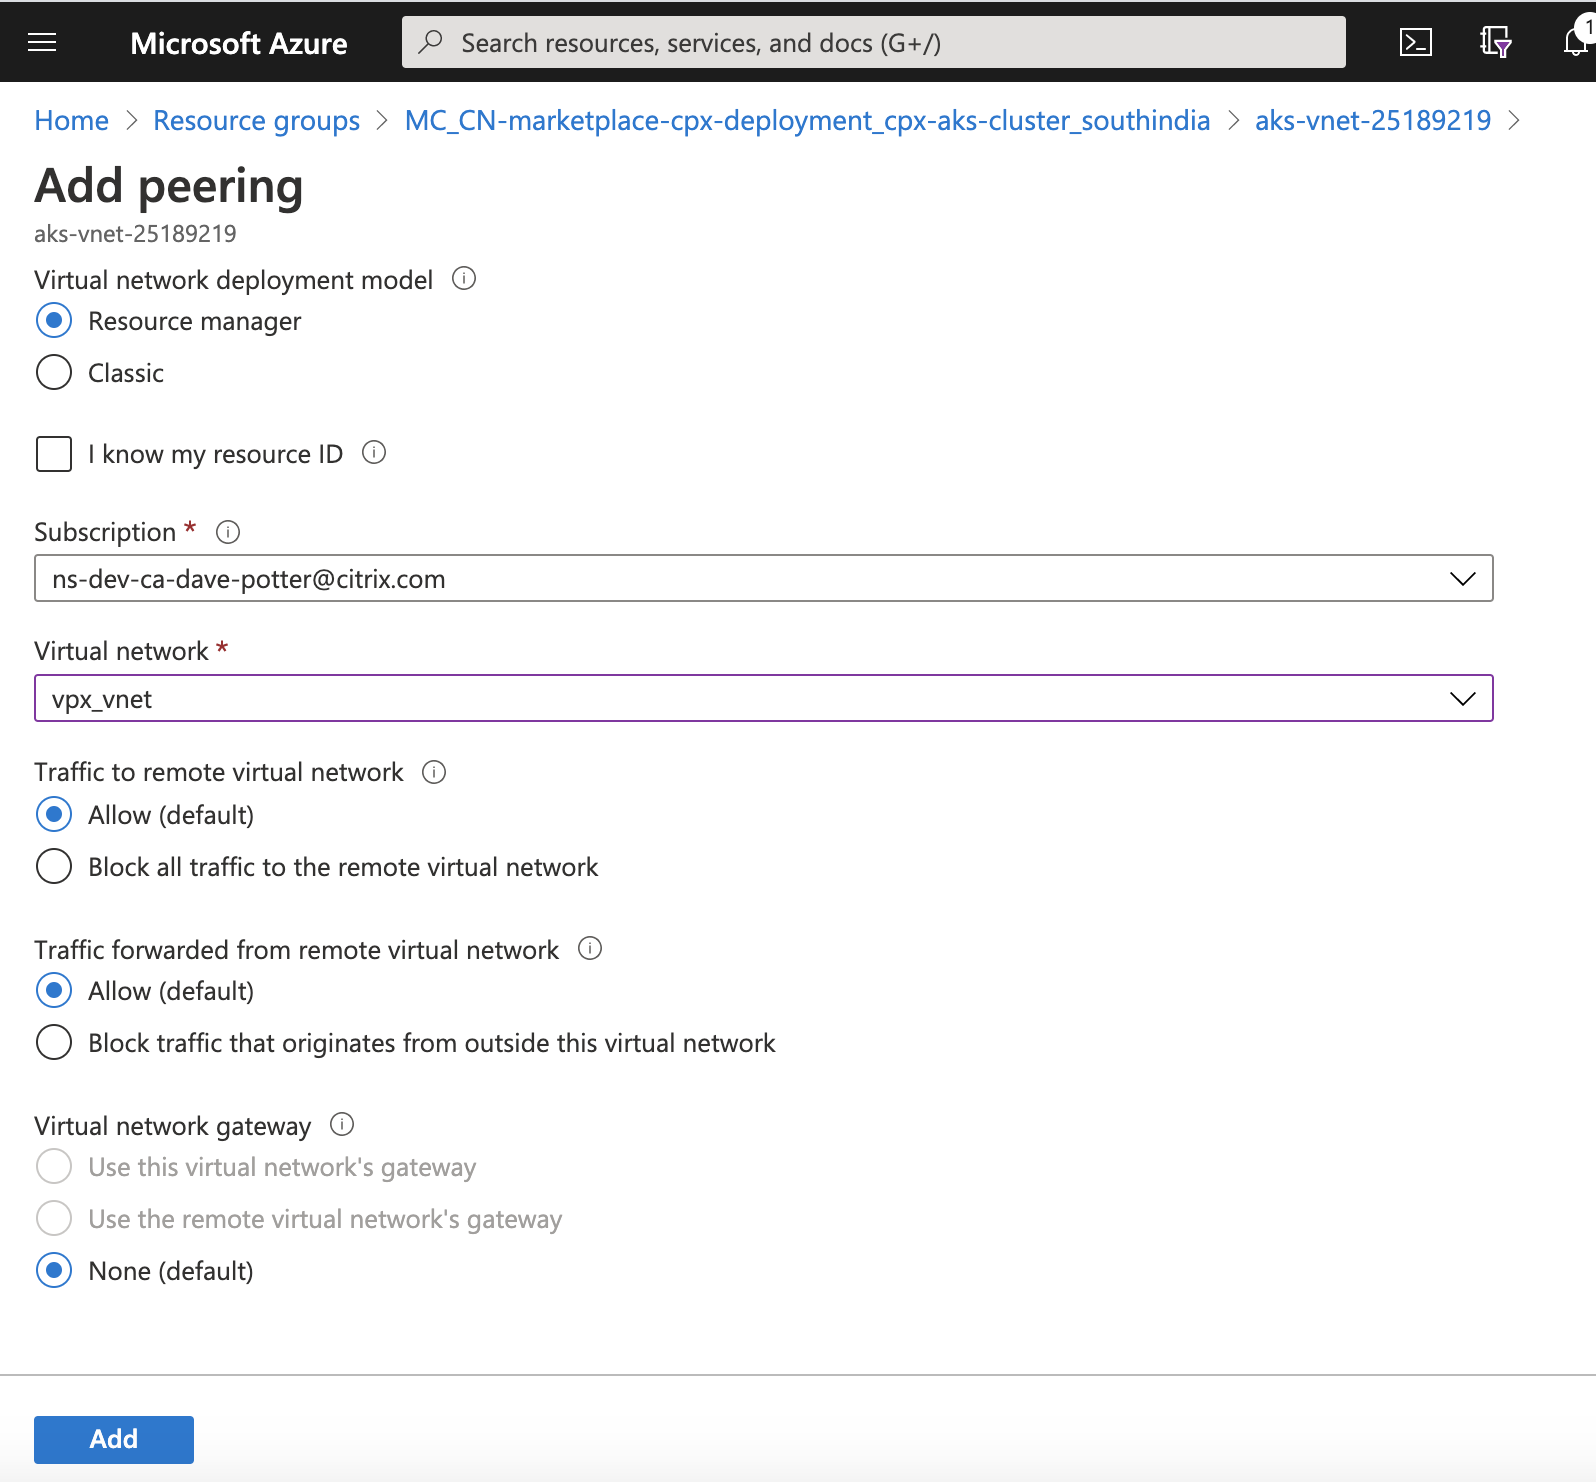 Microsoft Azure
Search resources, services, and docs (G+/)
1
Home > Resource groups > MC_CN-marketplace-cpx-deployment_cpx-aks-cluster_southindia > aks-vnet-25189219 >
Add peering
aks-vnet-25189219
Virtual network deployment model
Resource manager
Classic
I know my resource ID
Subscription *
ns-dev-ca-dave-potter@citrix.com
Virtual network *
vpx_vnet
Traffic to remote virtual network
Allow (default)
Block all traffic to the remote virtual network
Traffic forwarded from remote virtual network
Allow (default)
Block traffic that originates from outside this virtual network
Virtual network gateway
Use this virtual network's gateway
Use the remote virtual network's gateway
None (default)
Add